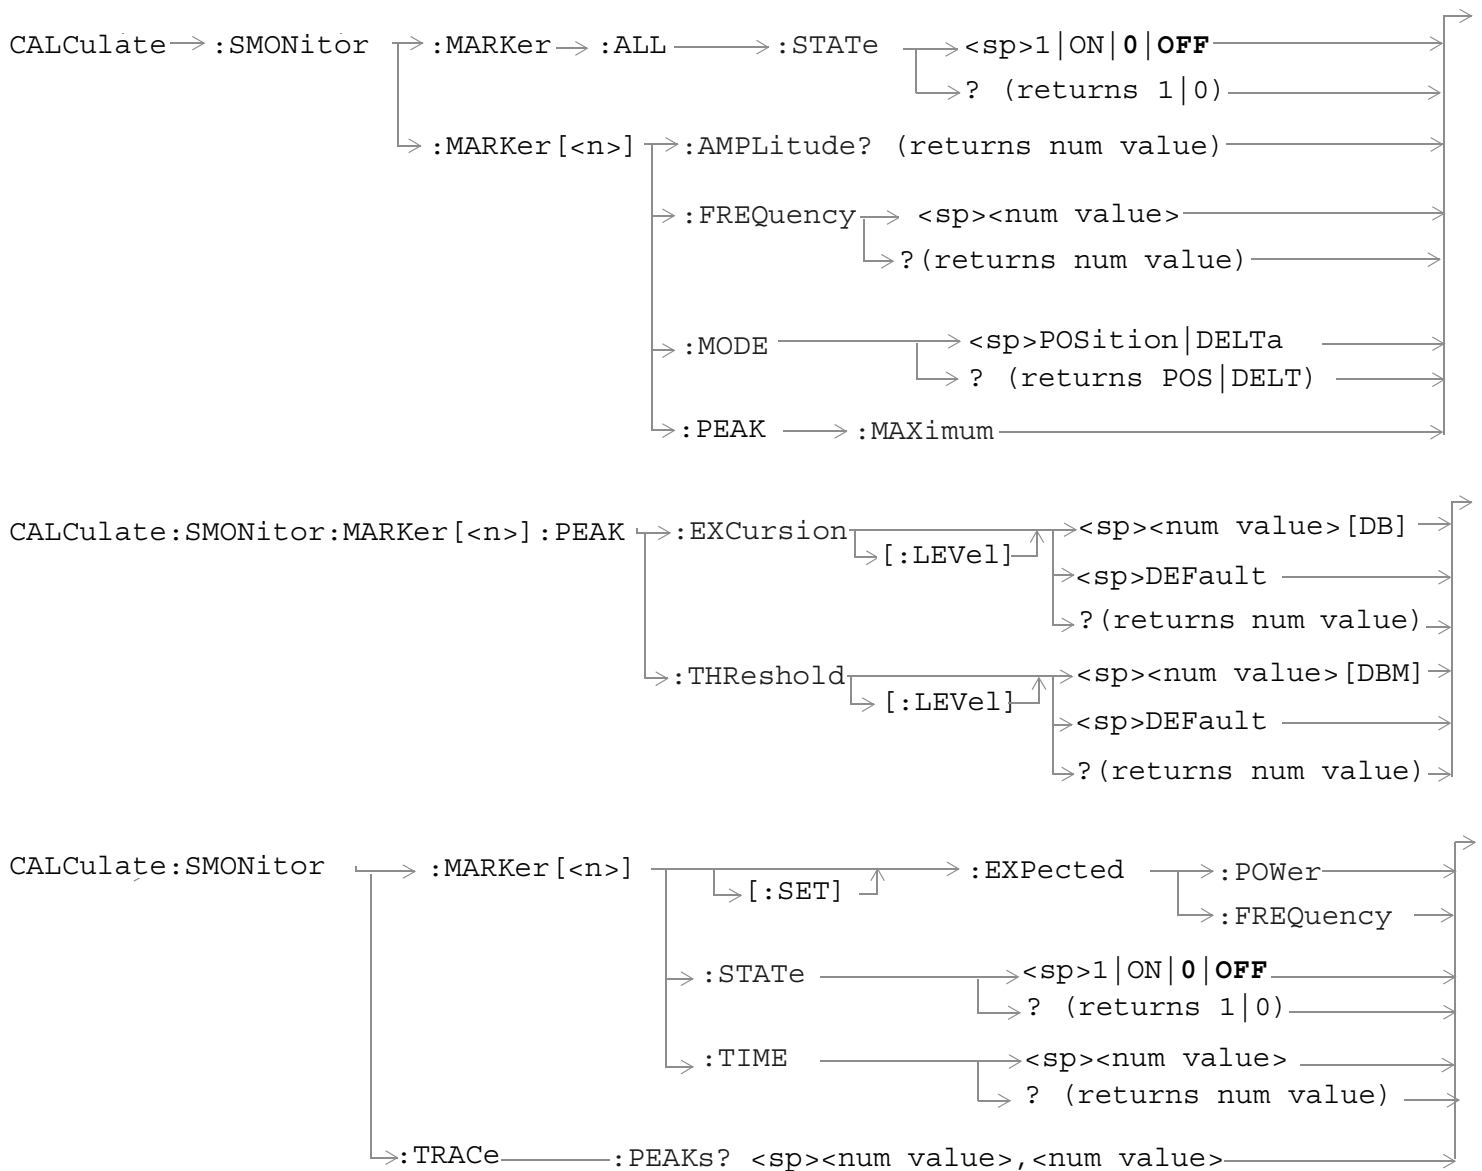 CALCulate :SMONitor :MARKer :ALL :STATe <sp>1|ON|0|OFF
? (returns 1|0)
:MARKer[<n>] :AMPLitude? (returns num value)
:FREQuency <sp><num value>
?(returns num value)
:MODE <sp>POSition|DELTa
? (returns POS|DELT)
:PEAK :MAXimum
CALCulate:SMONitor:MARKer[<n>]:PEAK :EXCursion <sp><num value>[DB]
[:LEVel]
<sp>DEFault
?(returns num value)
:THReshold <sp><num value>[DBM]
[:LEVel]
<sp>DEFault
?(returns num value)
CALCulate:SMONitor :MARKer[<n>] :EXPected :POWer
[:SET]
:FREQuency
:STATe <sp>1|ON|0|OFF
? (returns 1|0)
:TIME <sp><num value>
? (returns num value)
:TRACe :PEAKs? <sp><num value>,<num value>